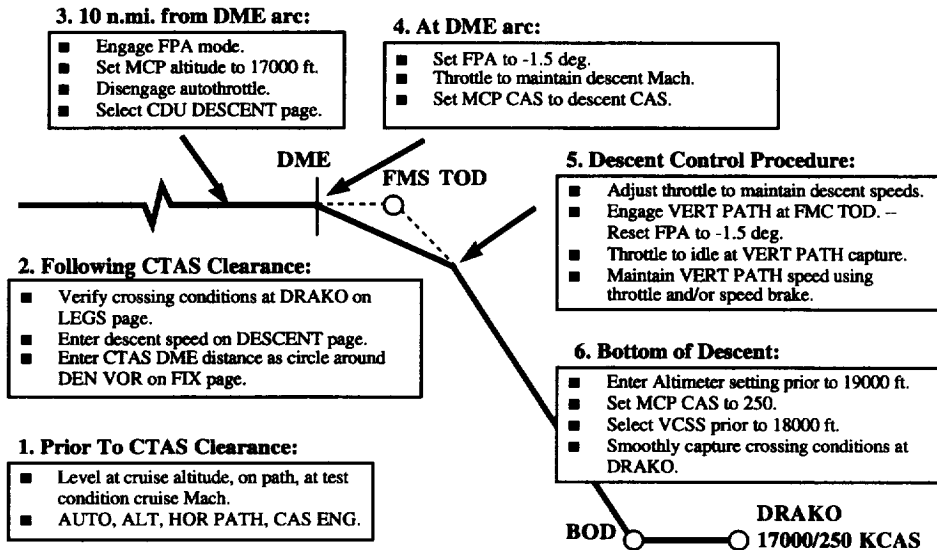 3. 10 n.mi. from DME arc:
■ Engage FPA mode.
■ Set MCP altitude to 17000 ft.
■ Disengage autothrottle.
■ Select CDU DESCENT page.
4. At DME arc:
■ Set FPA to -1.5 deg.
■ Throttle to maintain descent Mach.
■ Set MCP CAS to descent CAS.
DME
FMS TOD
5. Descent Control Procedure:
■ Adjust throttle to maintain descent speeds.
■ Engage VERT PATH at FMC TOD. –
Reset FPA to -1.5 deg.
■ Throttle to idle at VERT PATH capture.
■ Maintain VERT PATH speed using
throttle and/or speed brake.
2. Following CTAS Clearance:
■ Verify crossing conditions at DRAKO on
LEGS page.
■ Enter descent speed on DESCENT page.
■ Enter CTAS DME distance as circle around
DEN VOR on FIX page.
6. Bottom of Descent:
■ Enter Altimeter setting prior to 19000 ft.
■ Set MCP CAS to 250.
■ Select VCSS prior to 18000 ft.
■ Smoothly capture crossing conditions at
DRAKO.
1. Prior To CTAS Clearance:
■ Level at cruise altitude, on path, at test
condition cruise Mach.
■ AUTO, ALT, HOR PATH, CAS ENG.
BOD
DRAKO
17000/250 KCAS